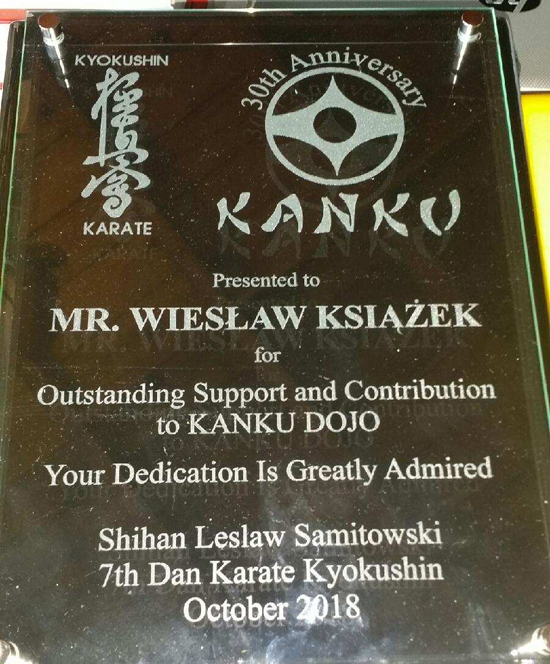 KYOKUSHIN
極真会
KARATE
30th Anniversary
KANKU
Presented to
MR. WIESŁAW KSIĄŻEK
for
Outstanding Support and Contribution
to KANKU DOJO
Your Dedication Is Greatly Admired
Shihan Leslaw Samitowski
7th Dan Karate Kyokushin
October 2018